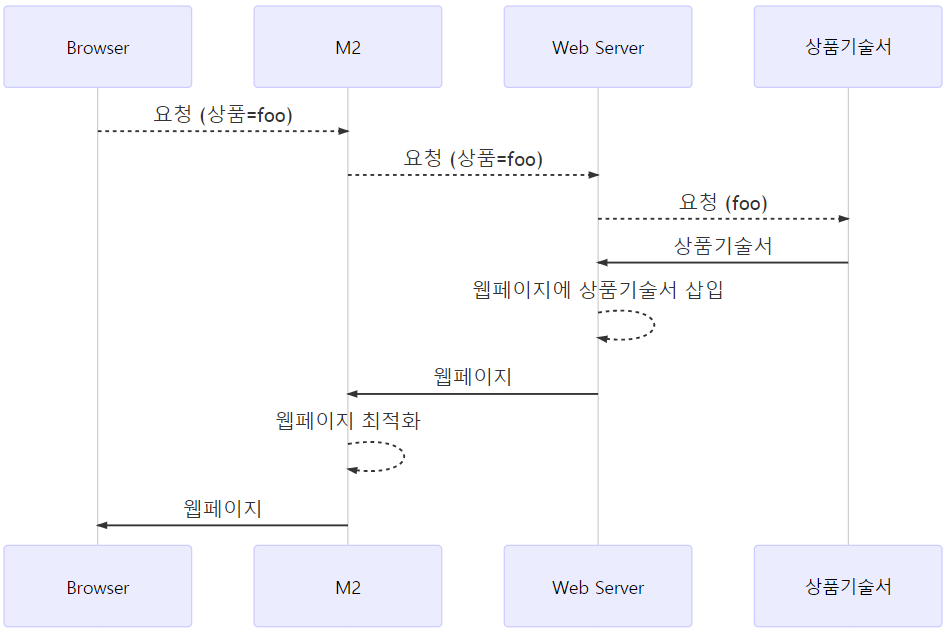 Browser
M2
Web Server
상품기술서
요청 (상품=foo)
요청 (상품=foo)
요청 (foo)
상품기술서
웹페이지에 상품기술서 삽입
웹페이지
웹페이지 최적화
웹페이지
Browser
M2
Web Server
상품기술서